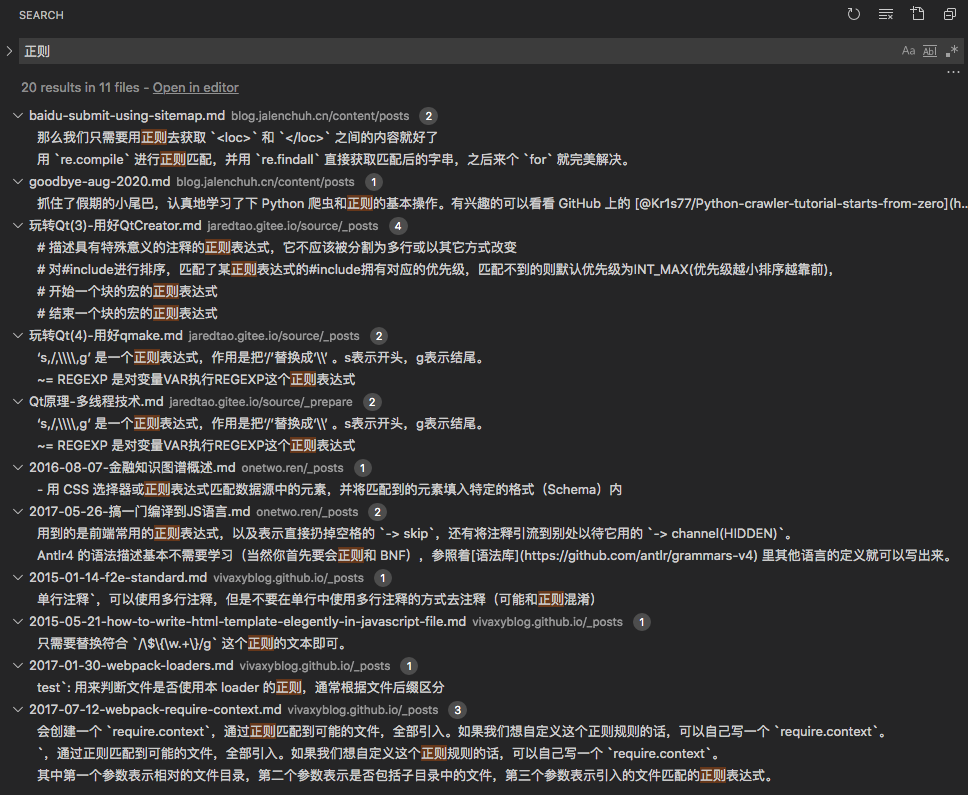 SEARCH
正则
Aa Abl .*
20 results in 11 files - Open in editor
baidu-submit-using-sitemap.md blog.jalenchuh.cn/content/posts 2
那么我们只需要用正则去获取 `<loc>` 和 `</loc>` 之间的内容就好了
用 `re.compile` 进行正则匹配，并用 `re.findall` 直接获取匹配后的字串，之后来个 `for` 就完美解决。
goodbye-aug-2020.md blog.jalenchuh.cn/content/posts 1
抓住了假期的小尾巴，认真地学习了下 Python 爬虫和正则的基本操作。有兴趣的可以看看 GitHub 上的 [@Kr1s77/Python-crawler-tutorial-starts-from-zero](h...
玩转Qt(3)-用好QtCreator.md jaredtao.gitee.io/source/_posts 4
# 描述具有特殊意义的注释的正则表达式，它不应该被分割为多行或以其它方式改变
# 对#include进行排序，匹配了某正则表达式的#include拥有对应的优先级，匹配不到的则默认优先级为INT_MAX(优先级越小排序越靠前)，
# 开始一个块的宏的正则表达式
# 结束一个块的宏的正则表达式
玩转Qt(4)-用好qmake.md jaredtao.gitee.io/source/_posts 2
‘s,/,\\\\,g’ 是一个正则表达式，作用是把‘/’替换成‘\\’ 。s表示开头，g表示结尾。
~= REGEXP 是对变量VAR执行REGEXP这个正则表达式
Qt原理-多线程技术.md jaredtao.gitee.io/source/_prepare 2
‘s,/,\\\\,g’ 是一个正则表达式，作用是把‘/’替换成‘\\’ 。s表示开头，g表示结尾。
~= REGEXP 是对变量VAR执行REGEXP这个正则表达式
2016-08-07-金融知识图谱概述.md onetwo.ren/_posts 1
- 用 CSS 选择器或正则表达式匹配数据源中的元素，并将匹配到的元素填入特定的格式（Schema）内
2017-05-26-搞一门编译到JS语言.md onetwo.ren/_posts 2
用到的是前端常用的正则表达式，以及表示直接扔掉空格的 `-> skip`，还有将注释引流到别处以待它用的 `-> channel(HIDDEN)`。
Antlr4 的语法描述基本不需要学习（当然你首先要会正则和 BNF），参照着[语法库](https://github.com/antlr/grammars-v4) 里其他语言的定义就可以写出来。
2015-01-14-f2e-standard.md vivaxyblog.github.io/_posts 1
单行注释`，可以使用多行注释，但是不要在单行中使用多行注释的方式去注释（可能和正则混淆）
2015-05-21-how-to-write-html-template-elegently-in-javascript-file.md vivaxyblog.github.io/_posts 1
只需要替换符合 `/\$\{\w.+\}/g` 这个正则的文本即可。
2017-01-30-webpack-loaders.md vivaxyblog.github.io/_posts 1
test`: 用来判断文件是否使用本 loader 的正则，通常根据文件后缀区分
2017-07-12-webpack-require-context.md vivaxyblog.github.io/_posts 3
会创建一个 `require.context`，通过正则匹配到可能的文件，全部引入。如果我们想自定义这个正则规则的话，可以自己写一个 `require.context`。
`，通过正则匹配到可能的文件，全部引入。如果我们想自定义这个正则规则的话，可以自己写一个 `require.context`。
其中第一个参数表示相对的文件目录，第二个参数表示是否包括子目录中的文件，第三个参数表示引入的文件匹配的正则表达式。